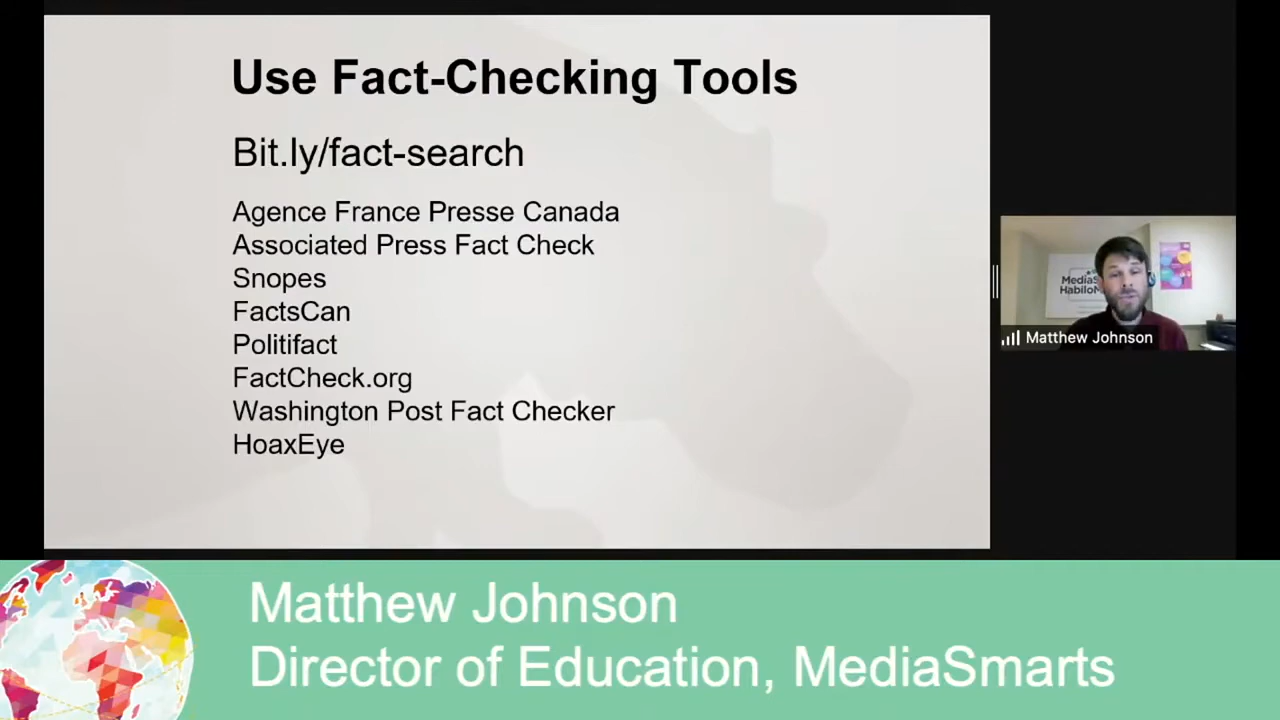 Use Fact-Checking Tools
Bit.ly/fact-search
Agence France Presse Canada
Associated Press Fact Check
Snopes
FactsCan
Politifact
FactCheck.org
Washington Post Fact Checker
HoaxEye
Matthew Johnson
Matthew Johnson
Director of Education, MediaSmarts